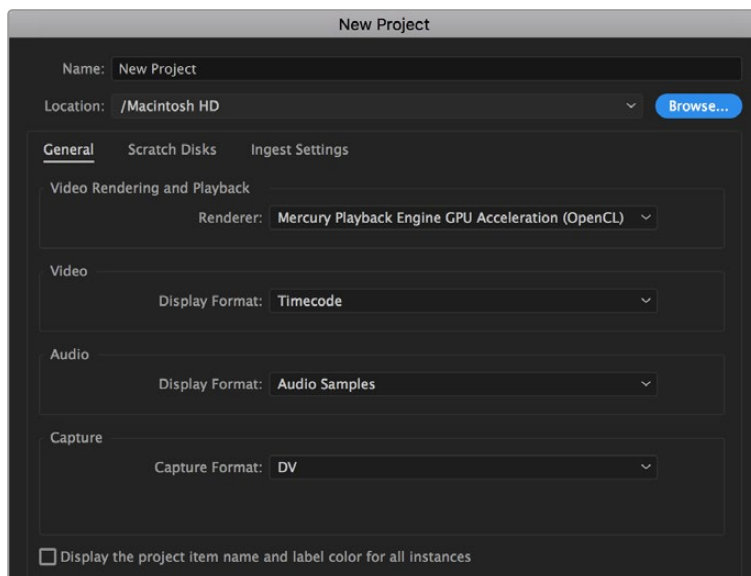 New Project
Name: New Project
Location: /Macintosh HD Browse...
General Scratch Disks Ingest Settings
Video Rendering and Playback
Renderer: Mercury Playback Engine GPU Acceleration (OpenCL)
Video
Display Format: Timecode
Audio
Display Format: Audio Samples
Capture
Capture Format: DV
Display the project item name and label color for all instances